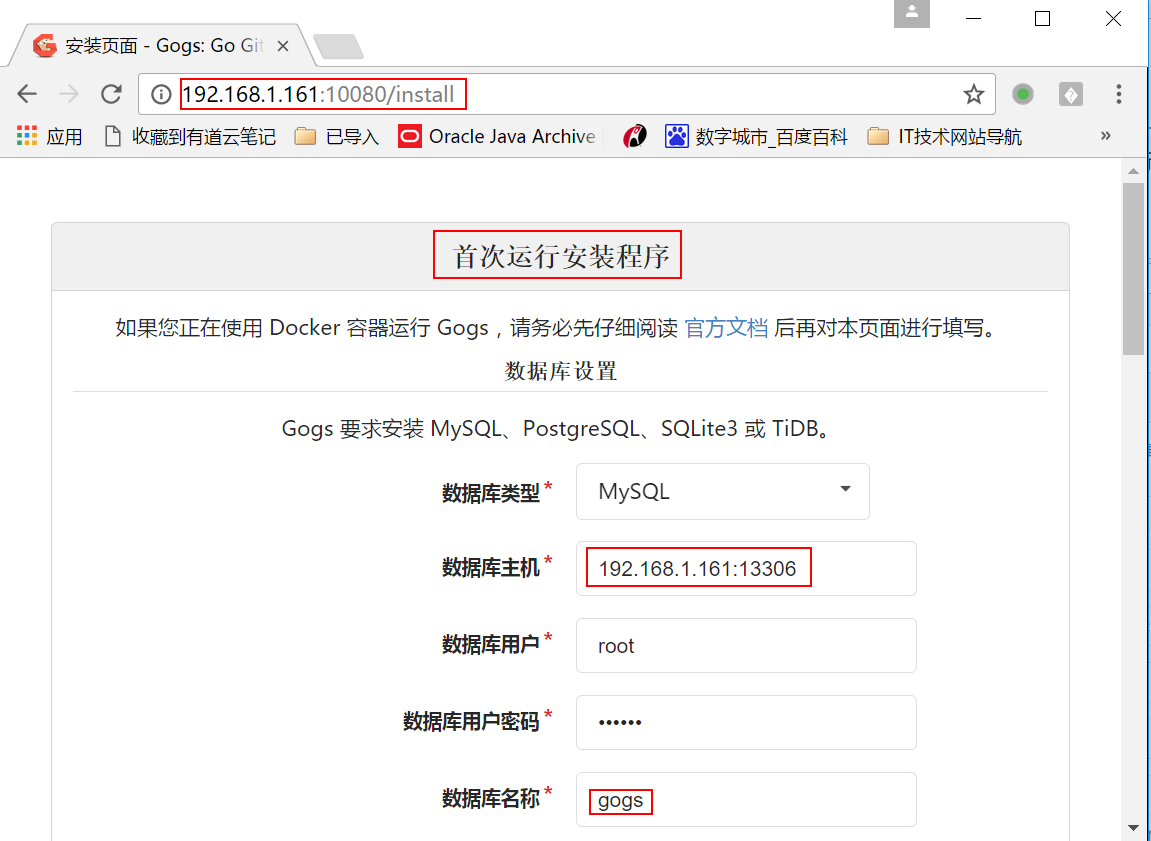 安装页面 - Gogs: Go Git
192.168.1.161:10080/install
应用 收藏到有道云笔记 已导入 Oracle Java Archive 数字城市_百度百科 IT技术网站导航 »
首次运行安装程序
如果您正在使用 Docker 容器运行 Gogs，请务必先仔细阅读 官方文档 后再对本页面进行填写。
数据库设置
Gogs 要求安装 MySQL、PostgreSQL、SQLite3 或 TiDB。
数据库类型* MySQL
数据库主机* 192.168.1.161:13306
数据库用户* root
数据库用户密码* ••••••
数据库名称* gogs